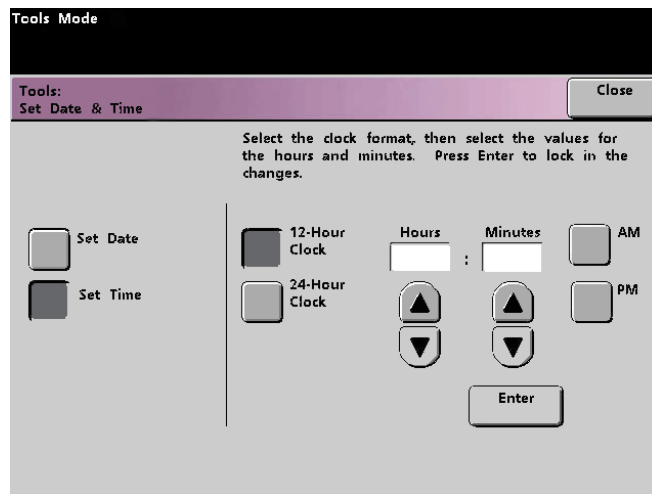 Tools Mode
Tools:
Set Date & Time
Close
Select the clock format, then select the values for
the hours and minutes. Press Enter to lock in the
changes.
Set Date
Set Time
12-Hour
Clock
24-Hour
Clock
Hours
Minutes
:
AM
PM
Enter